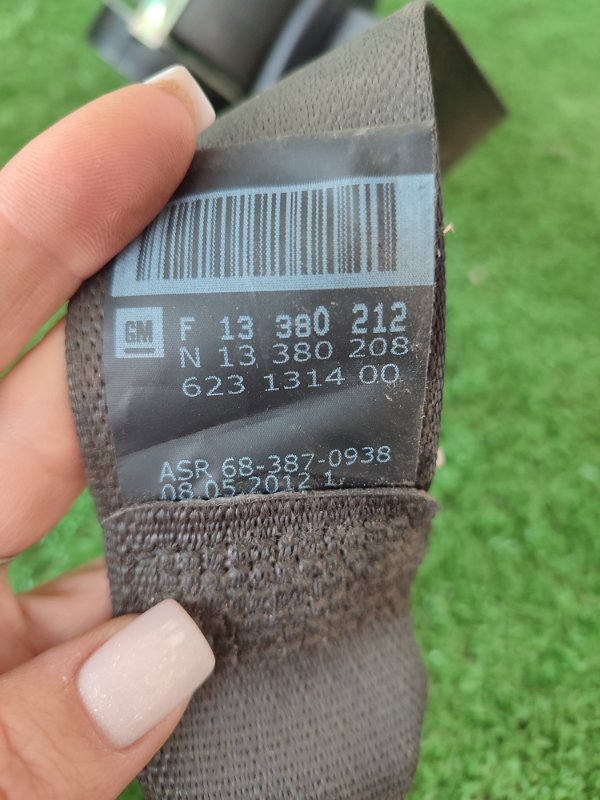 GM
F 13 380 212
N 13 380 208
623 1314 00
ASR 68-387-0938
08.05.2012 1